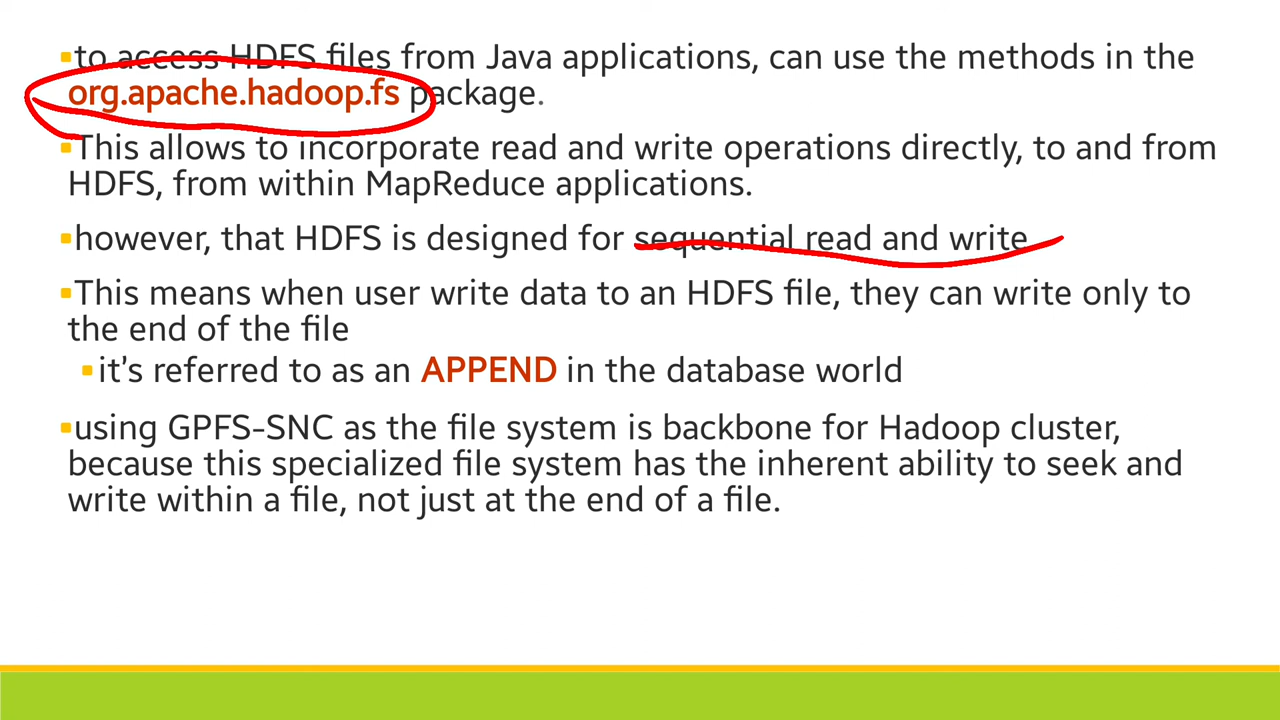 ▪to access HDFS files from Java applications, can use the methods in the
org.apache.hadoop.fs package.
▪This allows to incorporate read and write operations directly, to and from
HDFS, from within MapReduce applications.
▪however, that HDFS is designed for sequential read and write
▪This means when user write data to an HDFS file, they can write only to
the end of the file
▪it's referred to as an APPEND in the database world
▪using GPFS-SNC as the file system is backbone for Hadoop cluster,
because this specialized file system has the inherent ability to seek and
write within a file, not just at the end of a file.